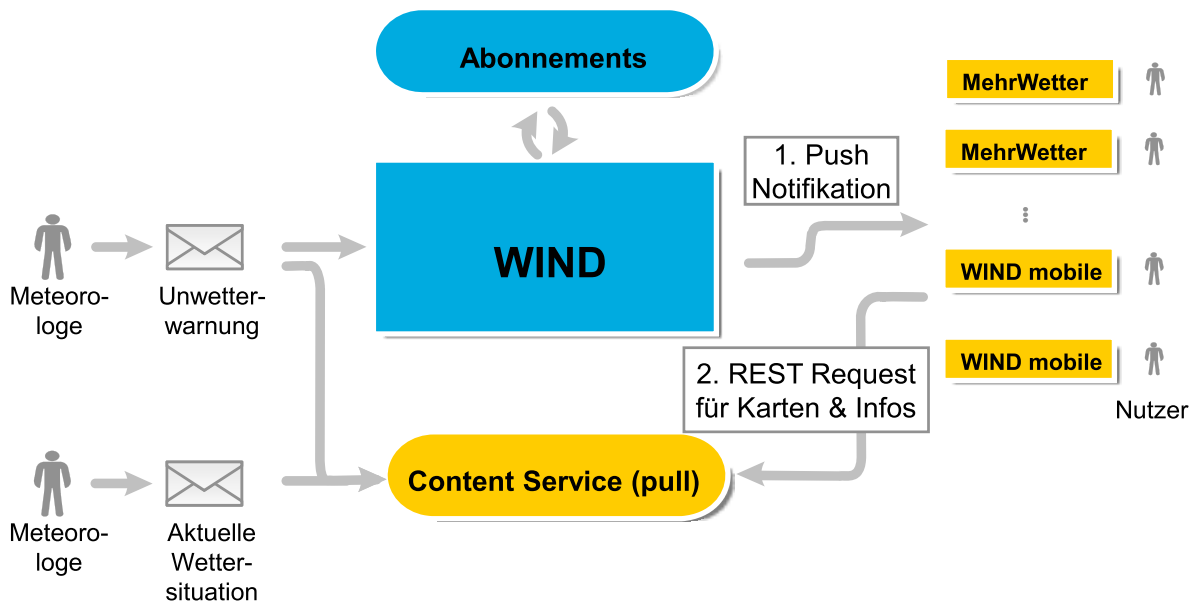 Abonnements
MehrWetter
MehrWetter
1. Push
Notifikation
WIND
WIND mobile
WIND mobile
Nutzer
Meteoro-
loge
Unwetter-
warnung
2. REST Request
für Karten & Infos
Content Service (pull)
Meteoro-
loge
Aktuelle
Wetter-
situation